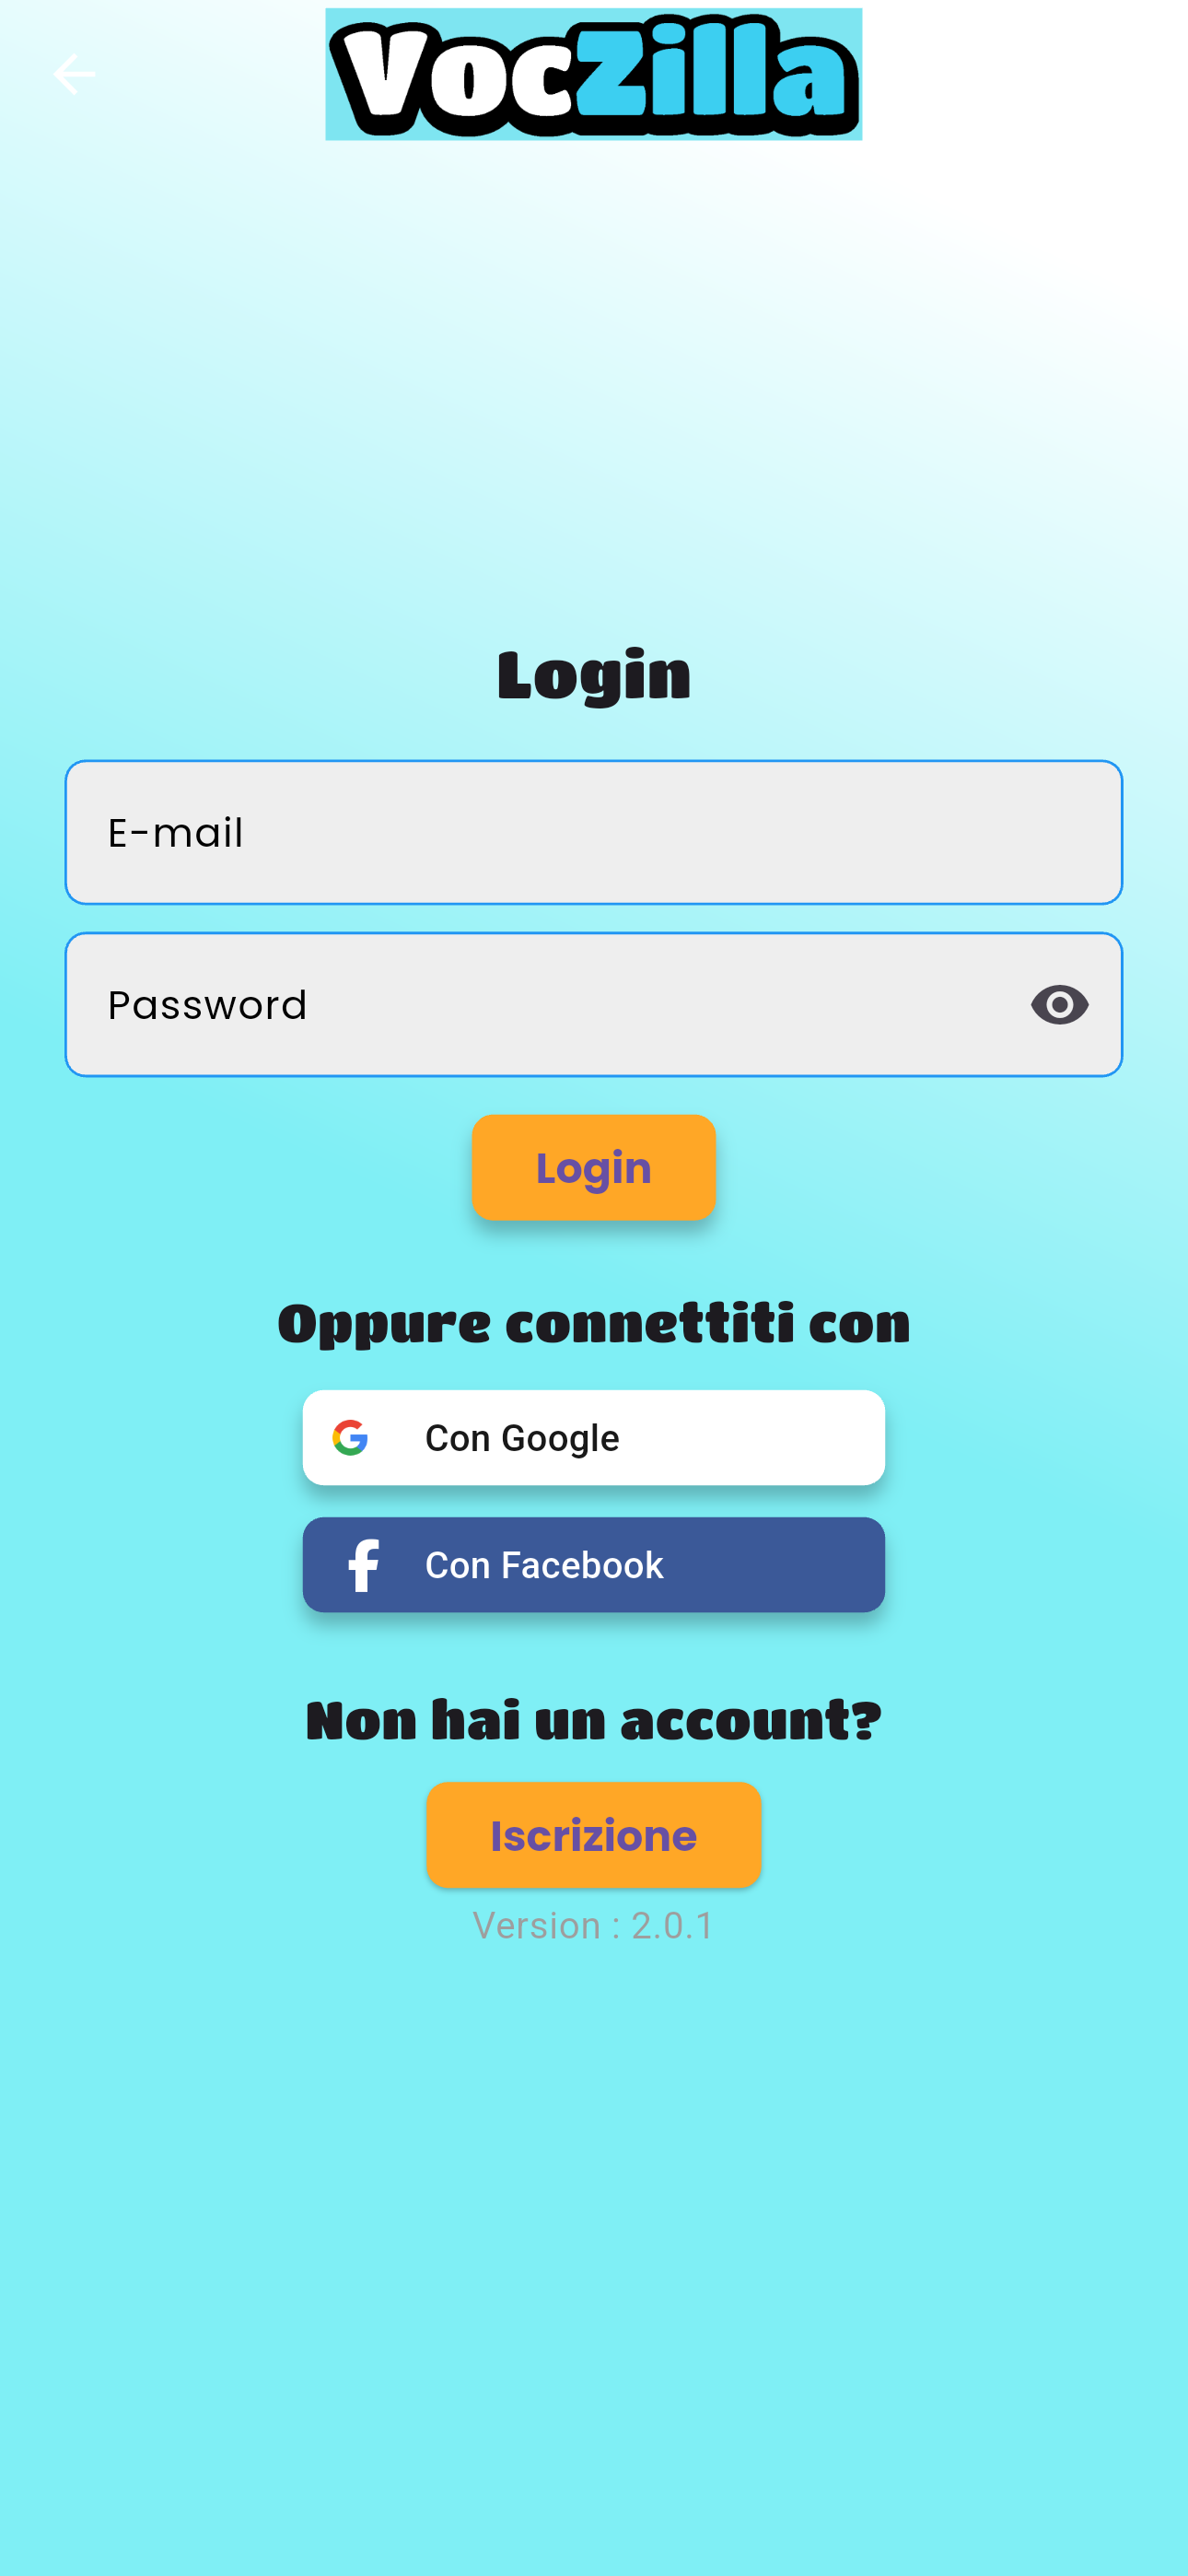 VocZilla
Login
E-mail
Password
Login
Oppure connettiti con
Con Google
Con Facebook
Non hai un account?
Iscrizione
Version : 2.0.1